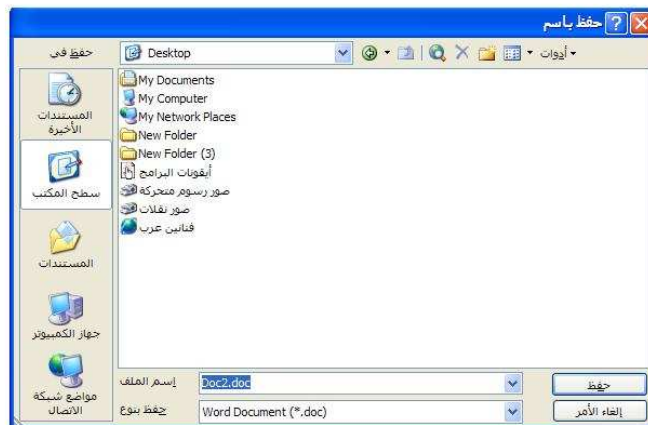 حفظ باسم
حفظ في
Desktop
أدوات
المستندات
الأخيرة
سطح المكتب
المستندات
جهاز الكمبيوتر
مواضع شبكة
الاتصال
My Documents
My Computer
My Network Places
New Folder
New Folder (3)
أيقونات البرامج
صور رسوم متحركة
صور نقلات
فنانين عرب
إسم الملف
Doc2.doc
حفظ
حفظ بنوع
Word Document (*.doc)
إلغاء الأمر